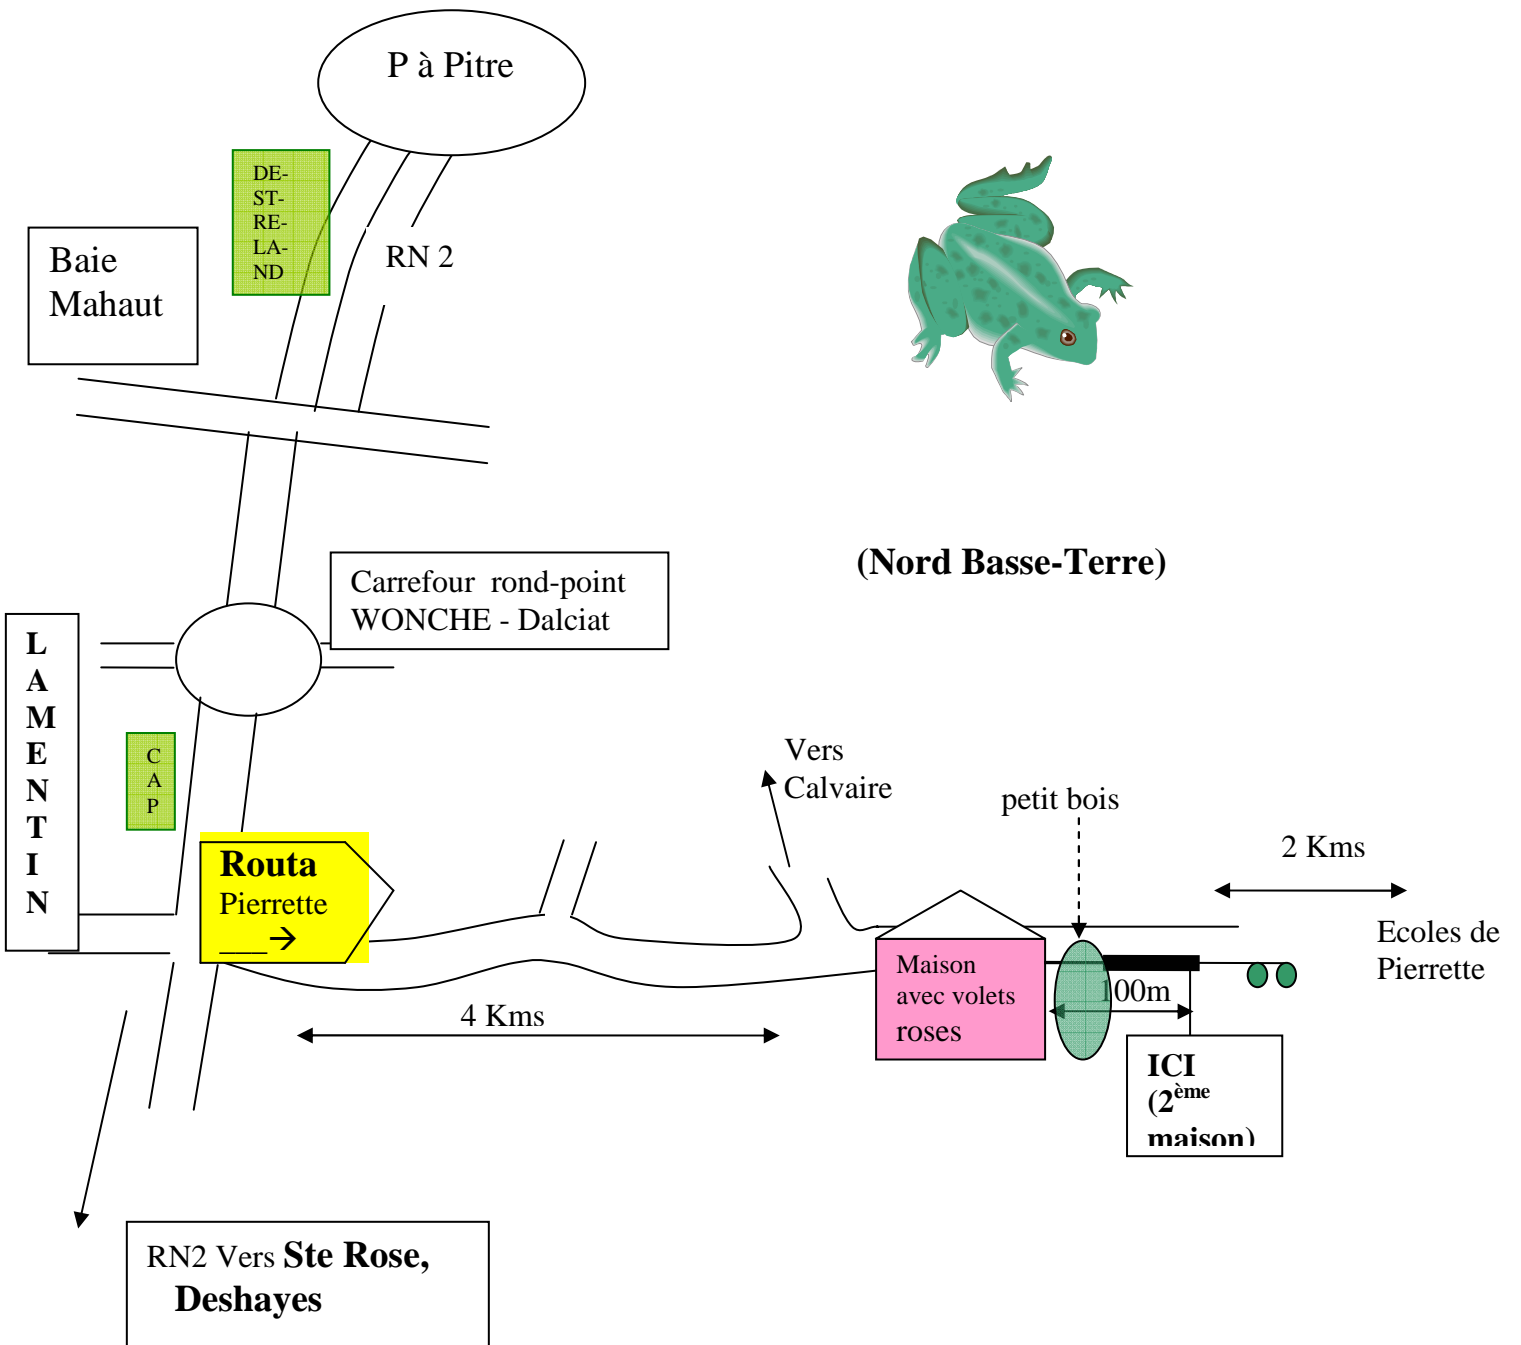 P à Pitre
DE-
ST-
RE-
LA-
ND
RN 2
Baie
Mahaut
(Nord Basse-Terre)
Carrefour rond-point
WONCHE - Dalciat
L
A
M
E
N
T
I
N
C
A
P
Vers
Calvaire
petit bois
2 Kms
Routa
Pierrette
___→
Ecoles de
Pierrette
Maison
avec volets
roses
100m
4 Kms
ICI
(2ème
maison)
RN2 Vers Ste Rose,
Deshayes